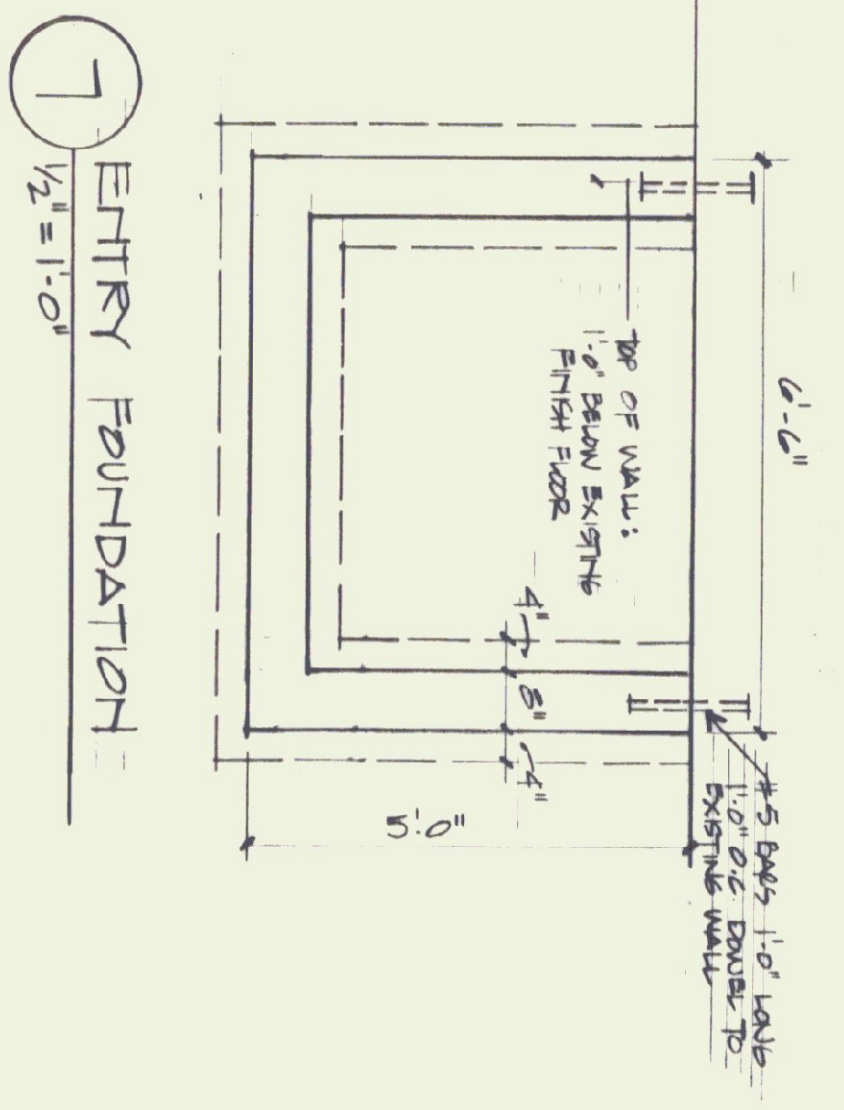 6'-6"
#5 BARS 1'-0" LONG
1'-0" O.C. DOWEL TO
EXISTING WALL
TOP OF WALL:
1'-0" BELOW EXISTING
FINISH FLOOR
4"
8"
4"
5'-0"
7
ENTRY FOUNDATION
1/2" = 1'-0"